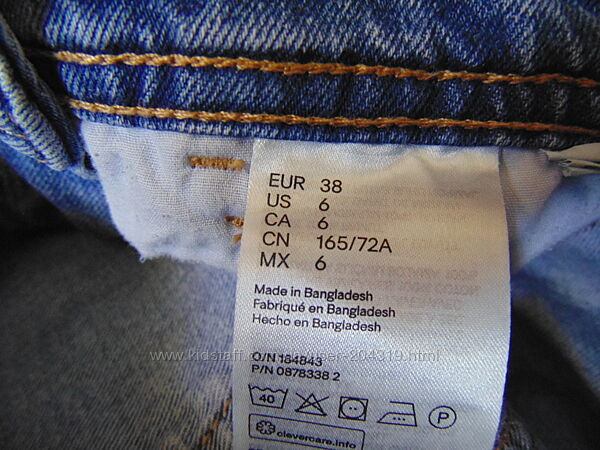 EUR 38
US 6
CA 6
CN 165/72A
MX 6
Made in Bangladesh
Fabriqué en Bangladesh
Hecho en Bangladesh
O/N 184843
P/N 0878338 2
40
P
clevercare.info